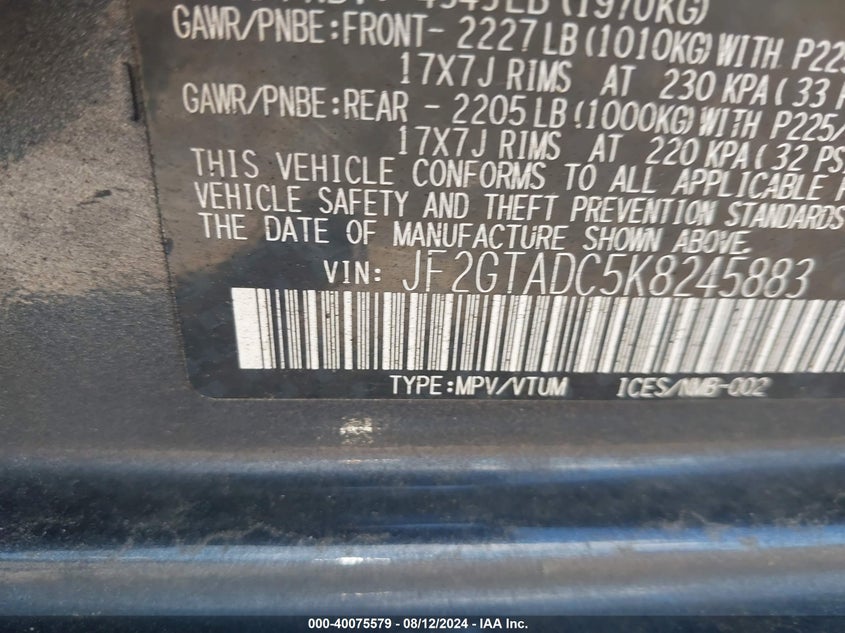 4343LB (1970KG)
GAWR/PNBE:FRONT- 2227 LB (1010KG) WITH P225
17X7J RIMS AT 230 KPA ( 33
GAWR/PNBE:REAR - 2205 LB (1000KG) WITH P225/
17X7J RIMS AT 220 KPA ( 32 PS
THIS VEHICLE CONFORMS TO ALL APPLICABLE
VEHICLE SAFETY AND THEFT PREVENTION STANDARDS
THE DATE OF MANUFACTURE SHOWN ABOVE.
VIN: JF2GTADC5K8245883
TYPE:MPV/VTUM ICES/NMB-002
000-40075579 - 08/12/2024 - IAA Inc.